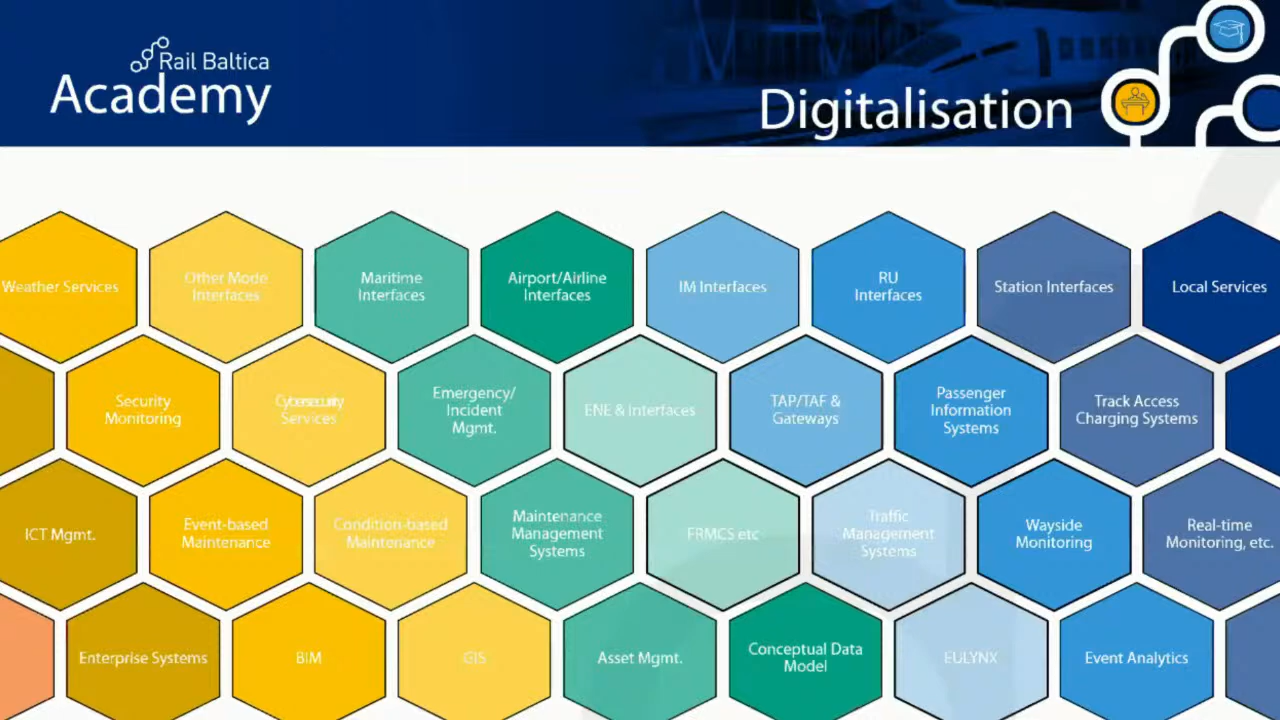 Rail Baltica
Academy
Digitalisation
Weather Services
Other Mode
Interfaces
Maritime
Interfaces
Airport/Airline
Interfaces
IM Interfaces
RU
Interfaces
Station Interfaces
Local Services
Security
Monitoring
Cybersecurity
Services
Emergency/
Incident
Mgmt.
ENE & Interfaces
TAP/TAF &
Gateways
Passenger
Information
Systems
Track Access
Charging Systems
ICT Mgmt.
Event-based
Maintenance
Condition-based
Maintenance
Maintenance
Management
Systems
FRMCS etc
Traffic
Management
Systems
Wayside
Monitoring
Real-time
Monitoring, etc.
Enterprise Systems
BIM
GIS
Asset Mgmt.
Conceptual Data
Model
EULYNX
Event Analytics